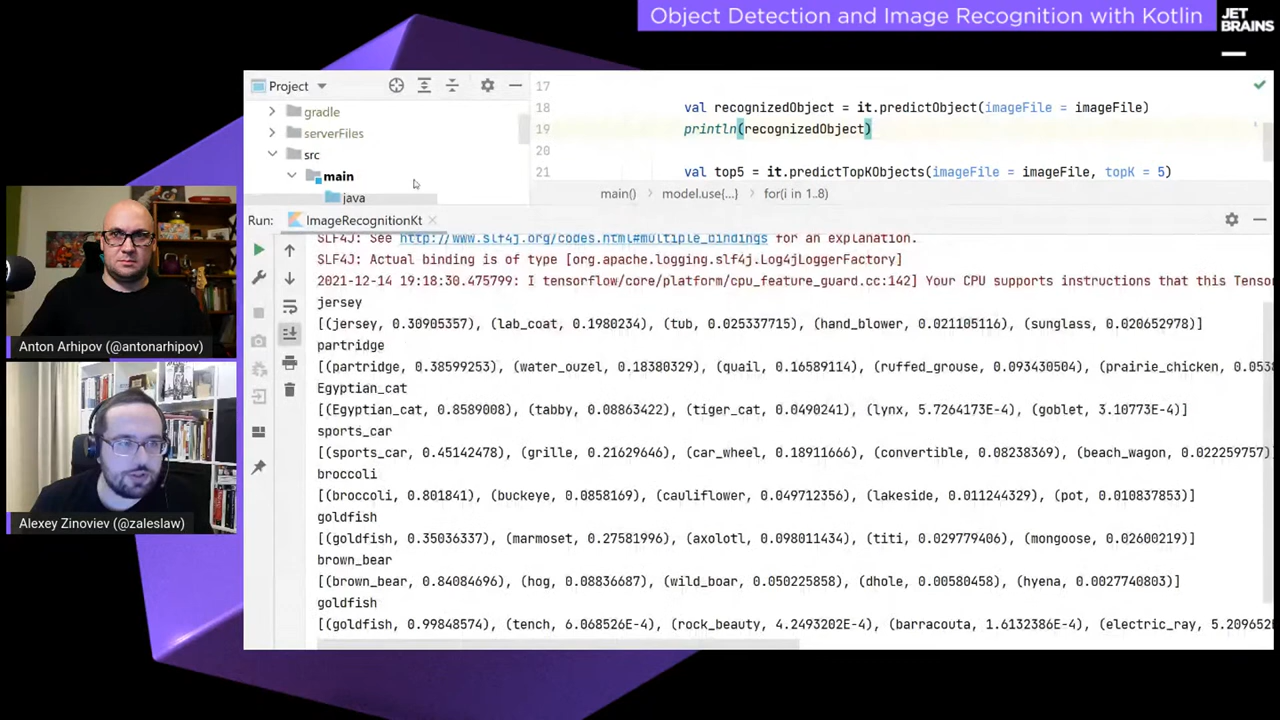 Object Detection and Image Recognition with Kotlin
JET
BRAINS
Project
gradle
serverFiles
src
main
java
17
18 val recognizedObject = it.predictObject(imageFile = imageFile)
19 println(recognizedObject)
20
21 val top5 = it.predictTopKObjects(imageFile = imageFile, topK = 5)
main() model.use{...} for(i in 1..8)
Run: ImageRecognitionKt
SLF4J: See http://www.slf4j.org/codes.html#multiple_bindings for an explanation.
SLF4J: Actual binding is of type [org.apache.logging.slf4j.Log4jLoggerFactory]
2021-12-14 19:18:30.475799: I tensorflow/core/platform/cpu_feature_guard.cc:142] Your CPU supports instructions that this Tensor
jersey
[(jersey, 0.30905357), (lab_coat, 0.1980234), (tub, 0.025337715), (hand_blower, 0.021105116), (sunglass, 0.020652978)]
partridge
[(partridge, 0.38599253), (water_ouzel, 0.18380329), (quail, 0.16589114), (ruffed_grouse, 0.093430504), (prairie_chicken, 0.053
Egyptian_cat
[(Egyptian_cat, 0.8589008), (tabby, 0.08863422), (tiger_cat, 0.0490241), (lynx, 5.7264173E-4), (goblet, 3.10773E-4)]
sports_car
[(sports_car, 0.45142478), (grille, 0.21629646), (car_wheel, 0.18911666), (convertible, 0.08238369), (beach_wagon, 0.022259757)
broccoli
[(broccoli, 0.801841), (buckeye, 0.0858169), (cauliflower, 0.049712356), (lakeside, 0.011244329), (pot, 0.010837853)]
goldfish
[(goldfish, 0.35036337), (marmoset, 0.27581996), (axolotl, 0.098011434), (titi, 0.029779406), (mongoose, 0.02600219)]
brown_bear
[(brown_bear, 0.84084696), (hog, 0.08836687), (wild_boar, 0.050225858), (dhole, 0.00580458), (hyena, 0.0027740803)]
goldfish
[(goldfish, 0.99848574), (tench, 6.068526E-4), (rock_beauty, 4.2493202E-4), (barracouta, 1.6132386E-4), (electric_ray, 5.209652
Anton Arhipov (@antonarhipov)
Alexey Zinoviev (@zaleslaw)